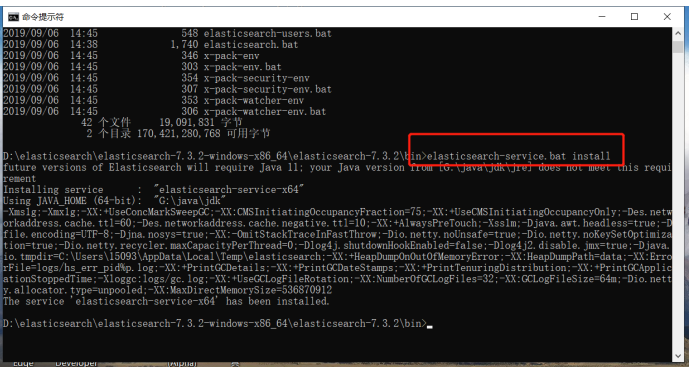 命令提示符
2019/09/06 14:45 548 elasticsearch-users.bat
2019/09/06 14:38 1,740 elasticsearch.bat
2019/09/06 14:45 346 x-pack-env
2019/09/06 14:45 303 x-pack-env.bat
2019/09/06 14:45 354 x-pack-security-env
2019/09/06 14:45 307 x-pack-security-env.bat
2019/09/06 14:45 353 x-pack-watcher-env
2019/09/06 14:45 306 x-pack-watcher-env.bat
42 个文件 19,091,831 字节
2 个目录 170,421,280,768 可用字节
D:\elasticsearch\elasticsearch-7.3.2-windows-x86_64\elasticsearch-7.3.2\bin>elasticsearch-service.bat install
future versions of Elasticsearch will require Java 11; your Java version from [G:\java\jdk\jre] does not meet this requi
rement
Installing service : "elasticsearch-service-x64"
Using JAVA_HOME (64-bit): "G:\java\jdk"
-Xms1g;-Xmx1g;-XX:+UseConcMarkSweepGC;-XX:CMSInitiatingOccupancyFraction=75;-XX:+UseCMSInitiatingOccupancyOnly;-Des.netw
orkaddress.cache.ttl=60;-Des.networkaddress.cache.negative.ttl=10;-XX:+AlwaysPreTouch;-Xss1m;-Djava.awt.headless=true;-D
file.encoding=UTF-8;-Djna.nosys=true;-XX:-OmitStackTraceInFastThrow;-Dio.netty.noUnsafe=true;-Dio.netty.noKeySetOptimiza
tion=true;-Dio.netty.recycler.maxCapacityPerThread=0;-Dlog4j.shutdownHookEnabled=false;-Dlog4j2.disable.jmx=true;-Djava.
io.tmpdir=C:\Users\15093\AppData\Local\Temp\elasticsearch;-XX:+HeapDumpOnOutOfMemoryError;-XX:HeapDumpPath=data;-XX:Erro
rFile=logs/hs_err_pid%p.log;-XX:+PrintGCDetails;-XX:+PrintGCDateStamps;-XX:+PrintTenuringDistribution;-XX:+PrintGCApplic
ationStoppedTime;-Xloggc:logs/gc.log;-XX:+UseGCLogFileRotation;-XX:NumberOfGCLogFiles=32;-XX:GCLogFileSize=64m;-Dio.nett
y.allocator.type=unpooled;-XX:MaxDirectMemorySize=536870912
The service 'elasticsearch-service-x64' has been installed.
D:\elasticsearch\elasticsearch-7.3.2-windows-x86_64\elasticsearch-7.3.2\bin>
Edge Developer (Alpha)